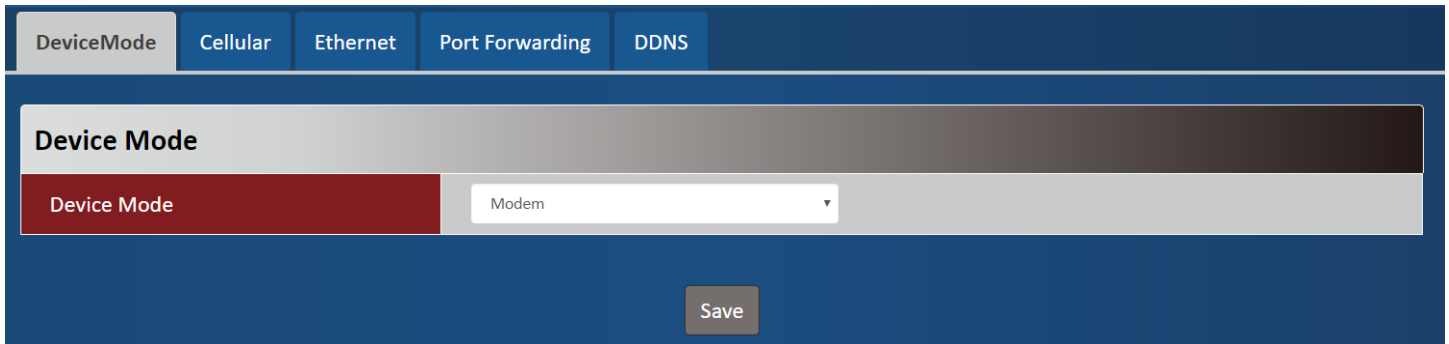 DeviceMode Cellular Ethernet Port Forwarding DDNS
Device Mode
Device Mode Modem
Save